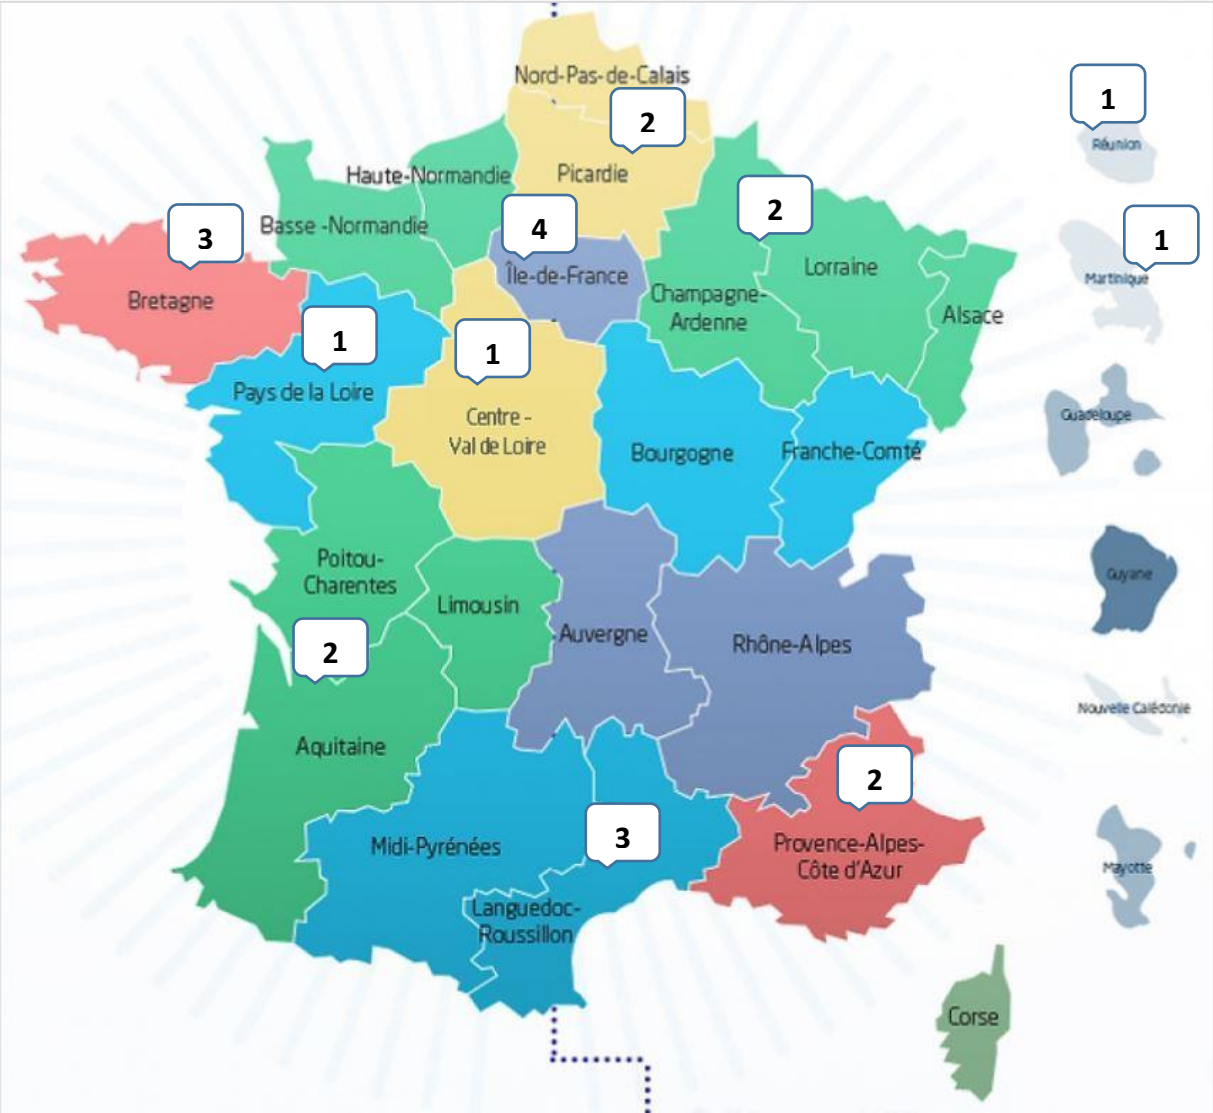 Nord-Pas-de-Calais
1
2
Réunion
Haute-Normandie
Picardie
2
3
Basse -Normandie
4
1
Île-de-France
Lorraine
Martinique
Bretagne
Champagne-
Ardenne
Alsace
1
1
Pays de la Loire
Centre -
Val de Loire
Guadeloupe
Bourgogne
Franche-Comté
Poitou-
Charentes
Limousin
Guyane
Auvergne
Rhône-Alpes
2
Nouvelle Calédonie
Aquitaine
2
3
Midi-Pyrénées
Provence-Alpes-
Côte d'Azur
Mayotte
Languedoc-
Roussillon
Corse